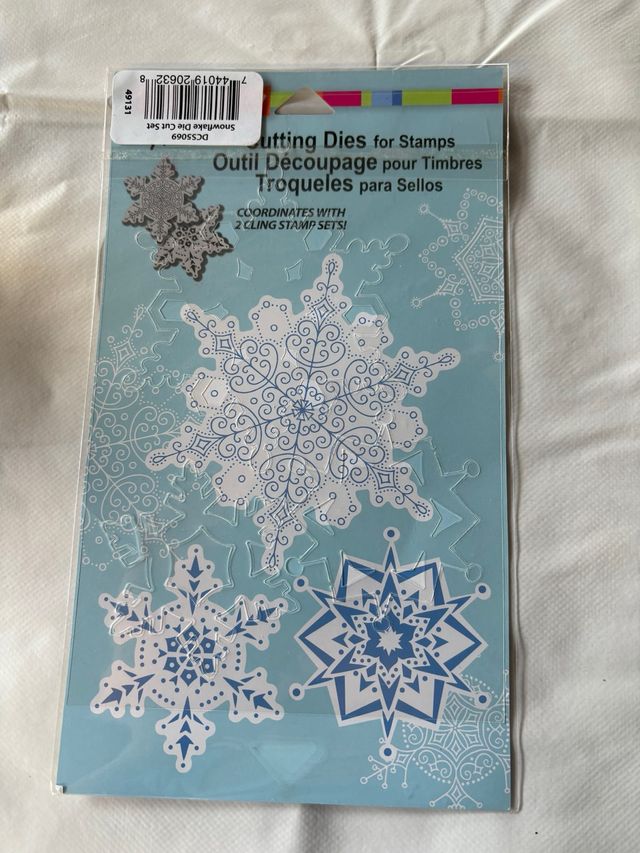 DCS5069
Snowflake Die Cut Set
7 44019 20632 8
49131
Cutting Dies for Stamps
Outil Découpage pour Timbres
Troqueles para Sellos
COORDINATES WITH
2 CLING STAMP SETS!